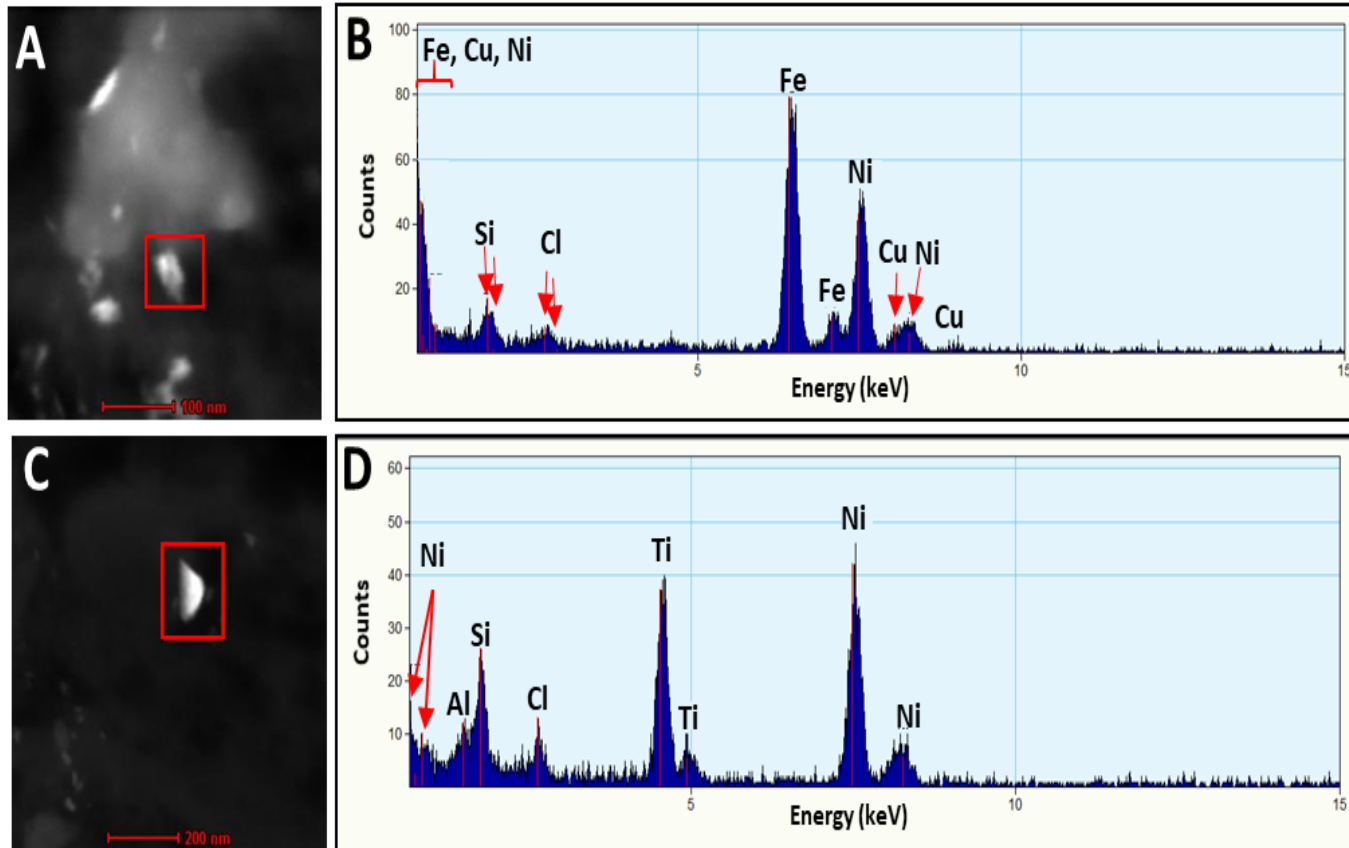 A
100 nm
B
Fe, Cu, Ni
Si
Cl
Fe
Fe
Ni
Cu
Ni
Cu
100
80
60
40
20
Counts
5
10
15
Energy (keV)
C
200 nm
D
Ni
Al
Si
Cl
Ti
Ti
Ni
Ni
60
50
40
30
20
10
Counts
5
10
15
Energy (keV)